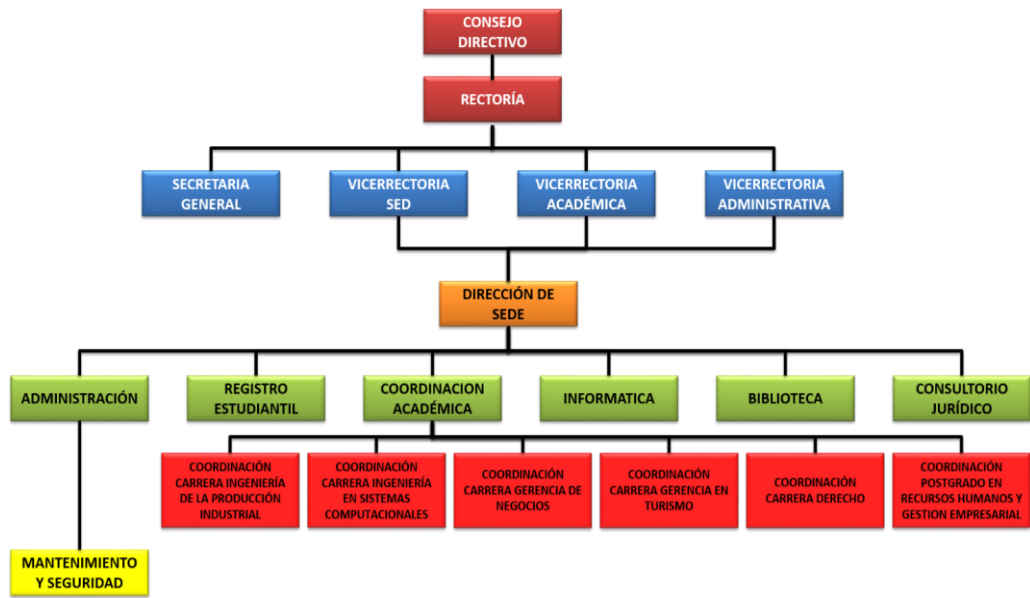 CONSEJO
DIRECTIVO
RECTORÍA
SECRETARIA
GENERAL
VICERRECTORIA
SED
VICERRECTORIA
ACADÉMICA
VICERRECTORIA
ADMINISTRATIVA
DIRECCIÓN DE
SEDE
ADMINISTRACIÓN
REGISTRO
ESTUDIANTIL
COORDINACION
ACADÉMICA
INFORMATICA
BIBLIOTECA
CONSULTORIO
JURÍDICO
COORDINACIÓN
CARRERA INGENIERÍA
DE LA PRODUCCIÓN
INDUSTRIAL
COORDINACIÓN
CARRERA INGENIERÍA
EN SISTEMAS
COMPUTACIONALES
COORDINACIÓN
CARRERA GERENCIA DE
NEGOCIOS
COORDINACIÓN
CARRERA GERENCIA EN
TURISMO
COORDINACIÓN
CARRERA DERECHO
COORDINACIÓN
POSTGRADO EN
RECURSOS HUMANOS Y
GESTION EMPRESARIAL
MANTENIMIENTO
Y SEGURIDAD